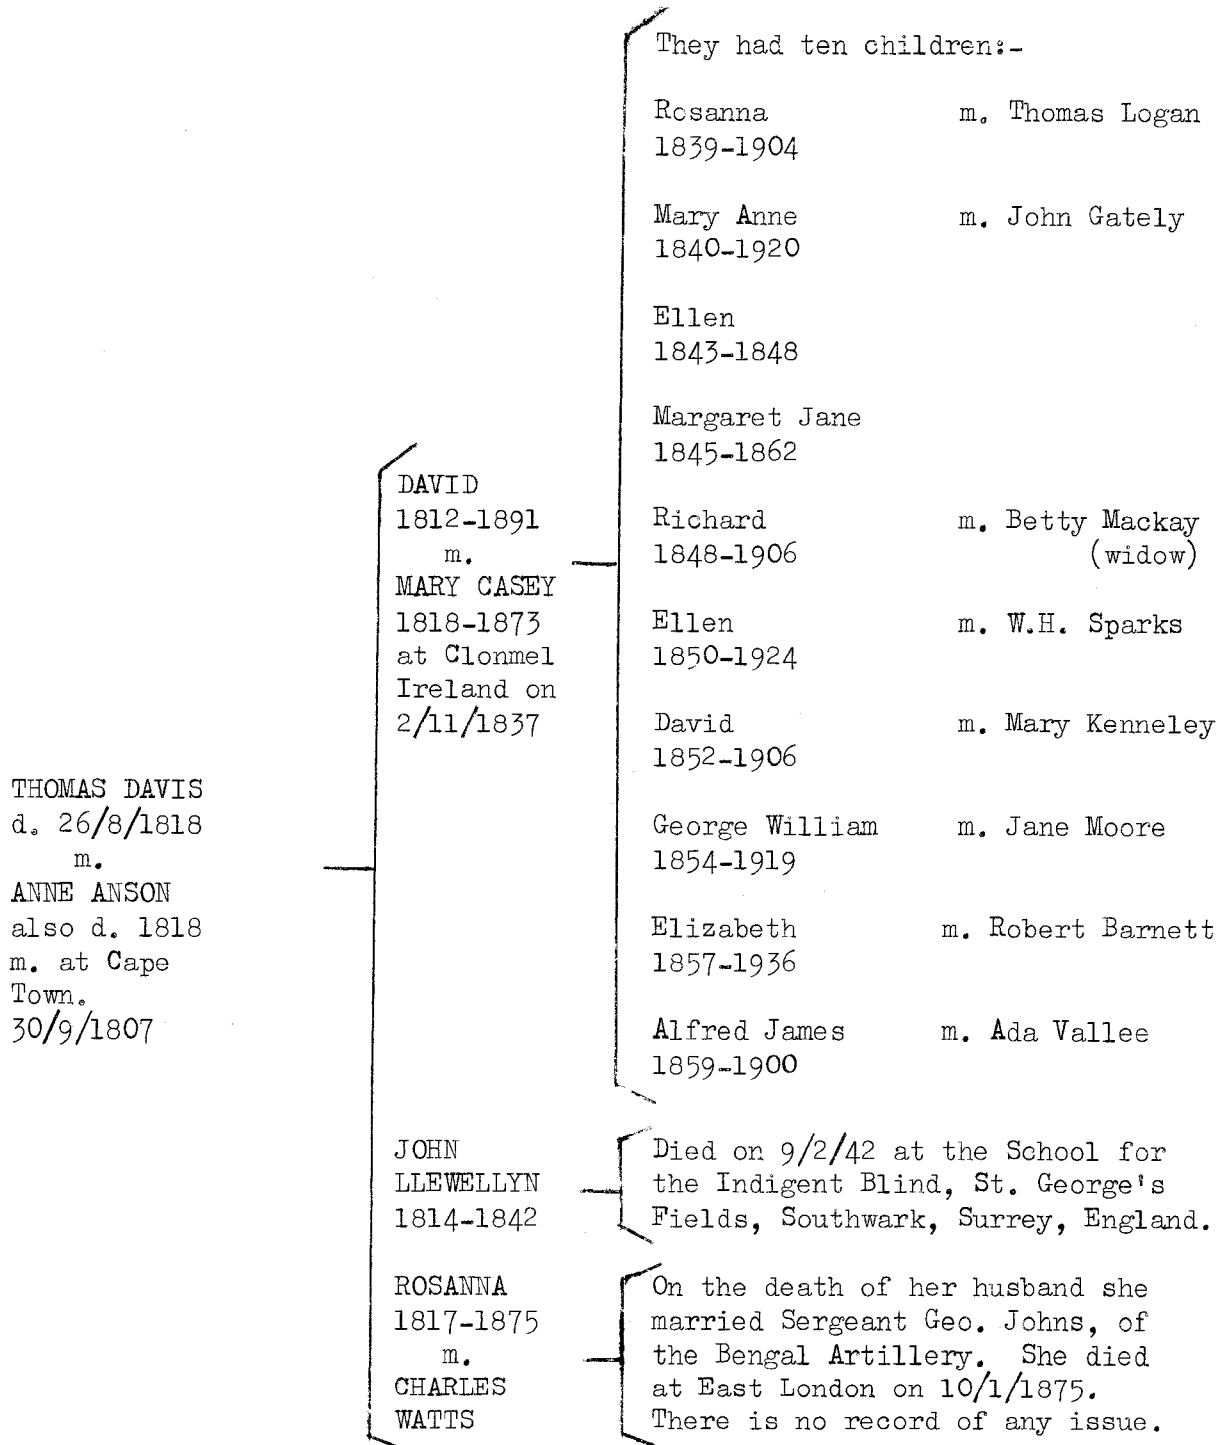 THOMAS DAVIS
d. 26/8/1818
m.
ANNE ANSON
also d. 1818
m. at Cape
Town.
30/9/1807
DAVID
1812-1891
m.
MARY CASEY
1818-1873
at Clonmel
Ireland on
2/11/1837
They had ten children:-
Rosanna m. Thomas Logan
1839-1904
Mary Anne m. John Gately
1840-1920
Ellen
1843-1848
Margaret Jane
1845-1862
Richard m. Betty Mackay
1848-1906 (widow)
Ellen m. W.H. Sparks
1850-1924
David m. Mary Kenneley
1852-1906
George William m. Jane Moore
1854-1919
Elizabeth m. Robert Barnett
1857-1936
Alfred James m. Ada Vallee
1859-1900
JOHN
LLEWELLYN
1814-1842
Died on 9/2/42 at the School for
the Indigent Blind, St. George's
Fields, Southwark, Surrey, England.
ROSANNA
1817-1875
m.
CHARLES
WATTS
On the death of her husband she
married Sergeant Geo. Johns, of
the Bengal Artillery. She died
at East London on 10/1/1875.
There is no record of any issue.